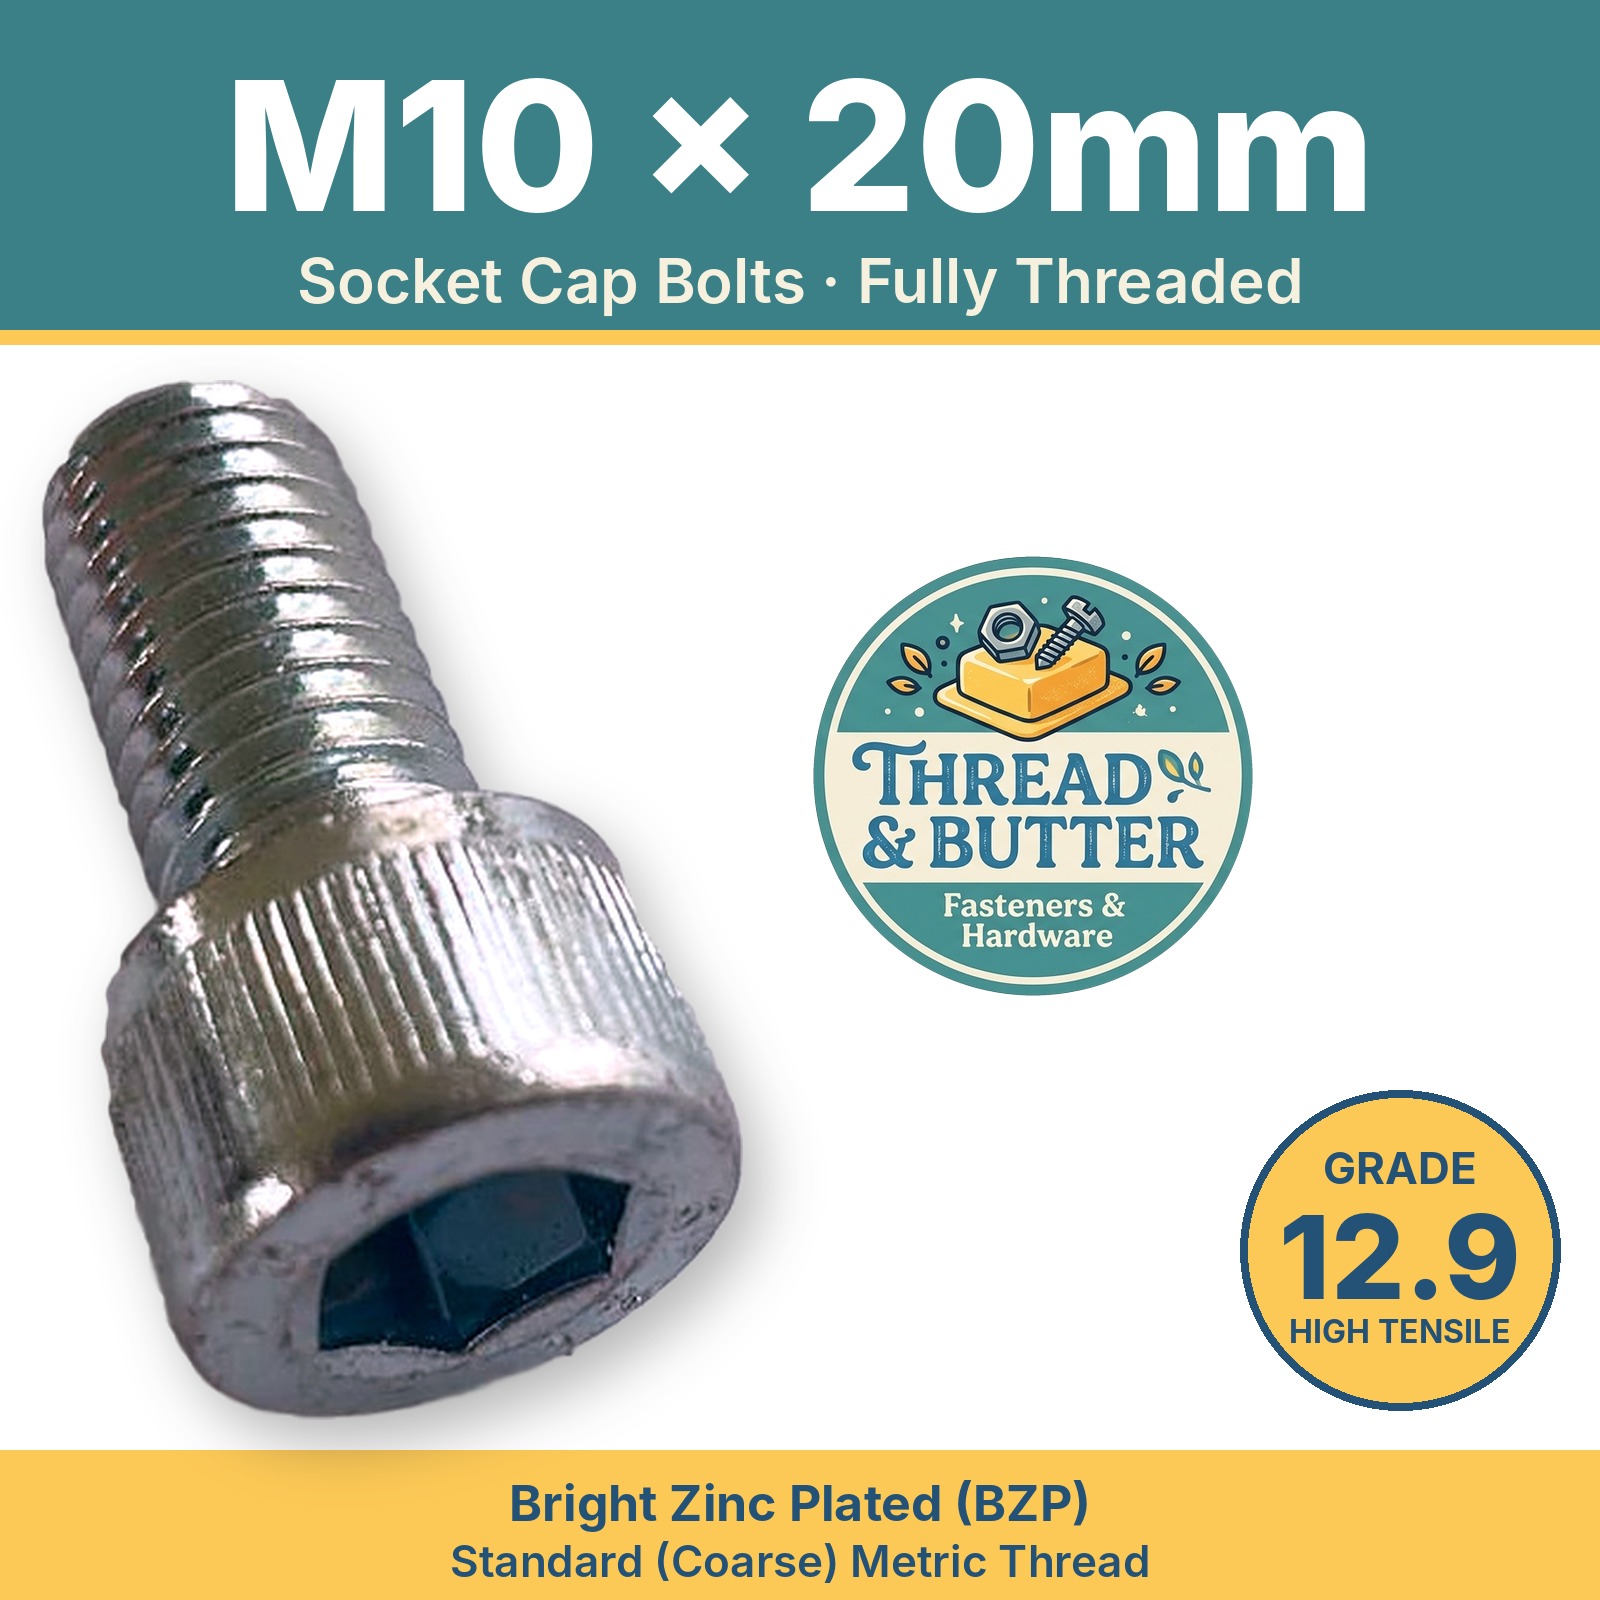 M10 × 20mm
Socket Cap Bolts · Fully Threaded
THREAD
& BUTTER
Fasteners &
Hardware
GRADE
12.9
HIGH TENSILE
Bright Zinc Plated (BZP)
Standard (Coarse) Metric Thread